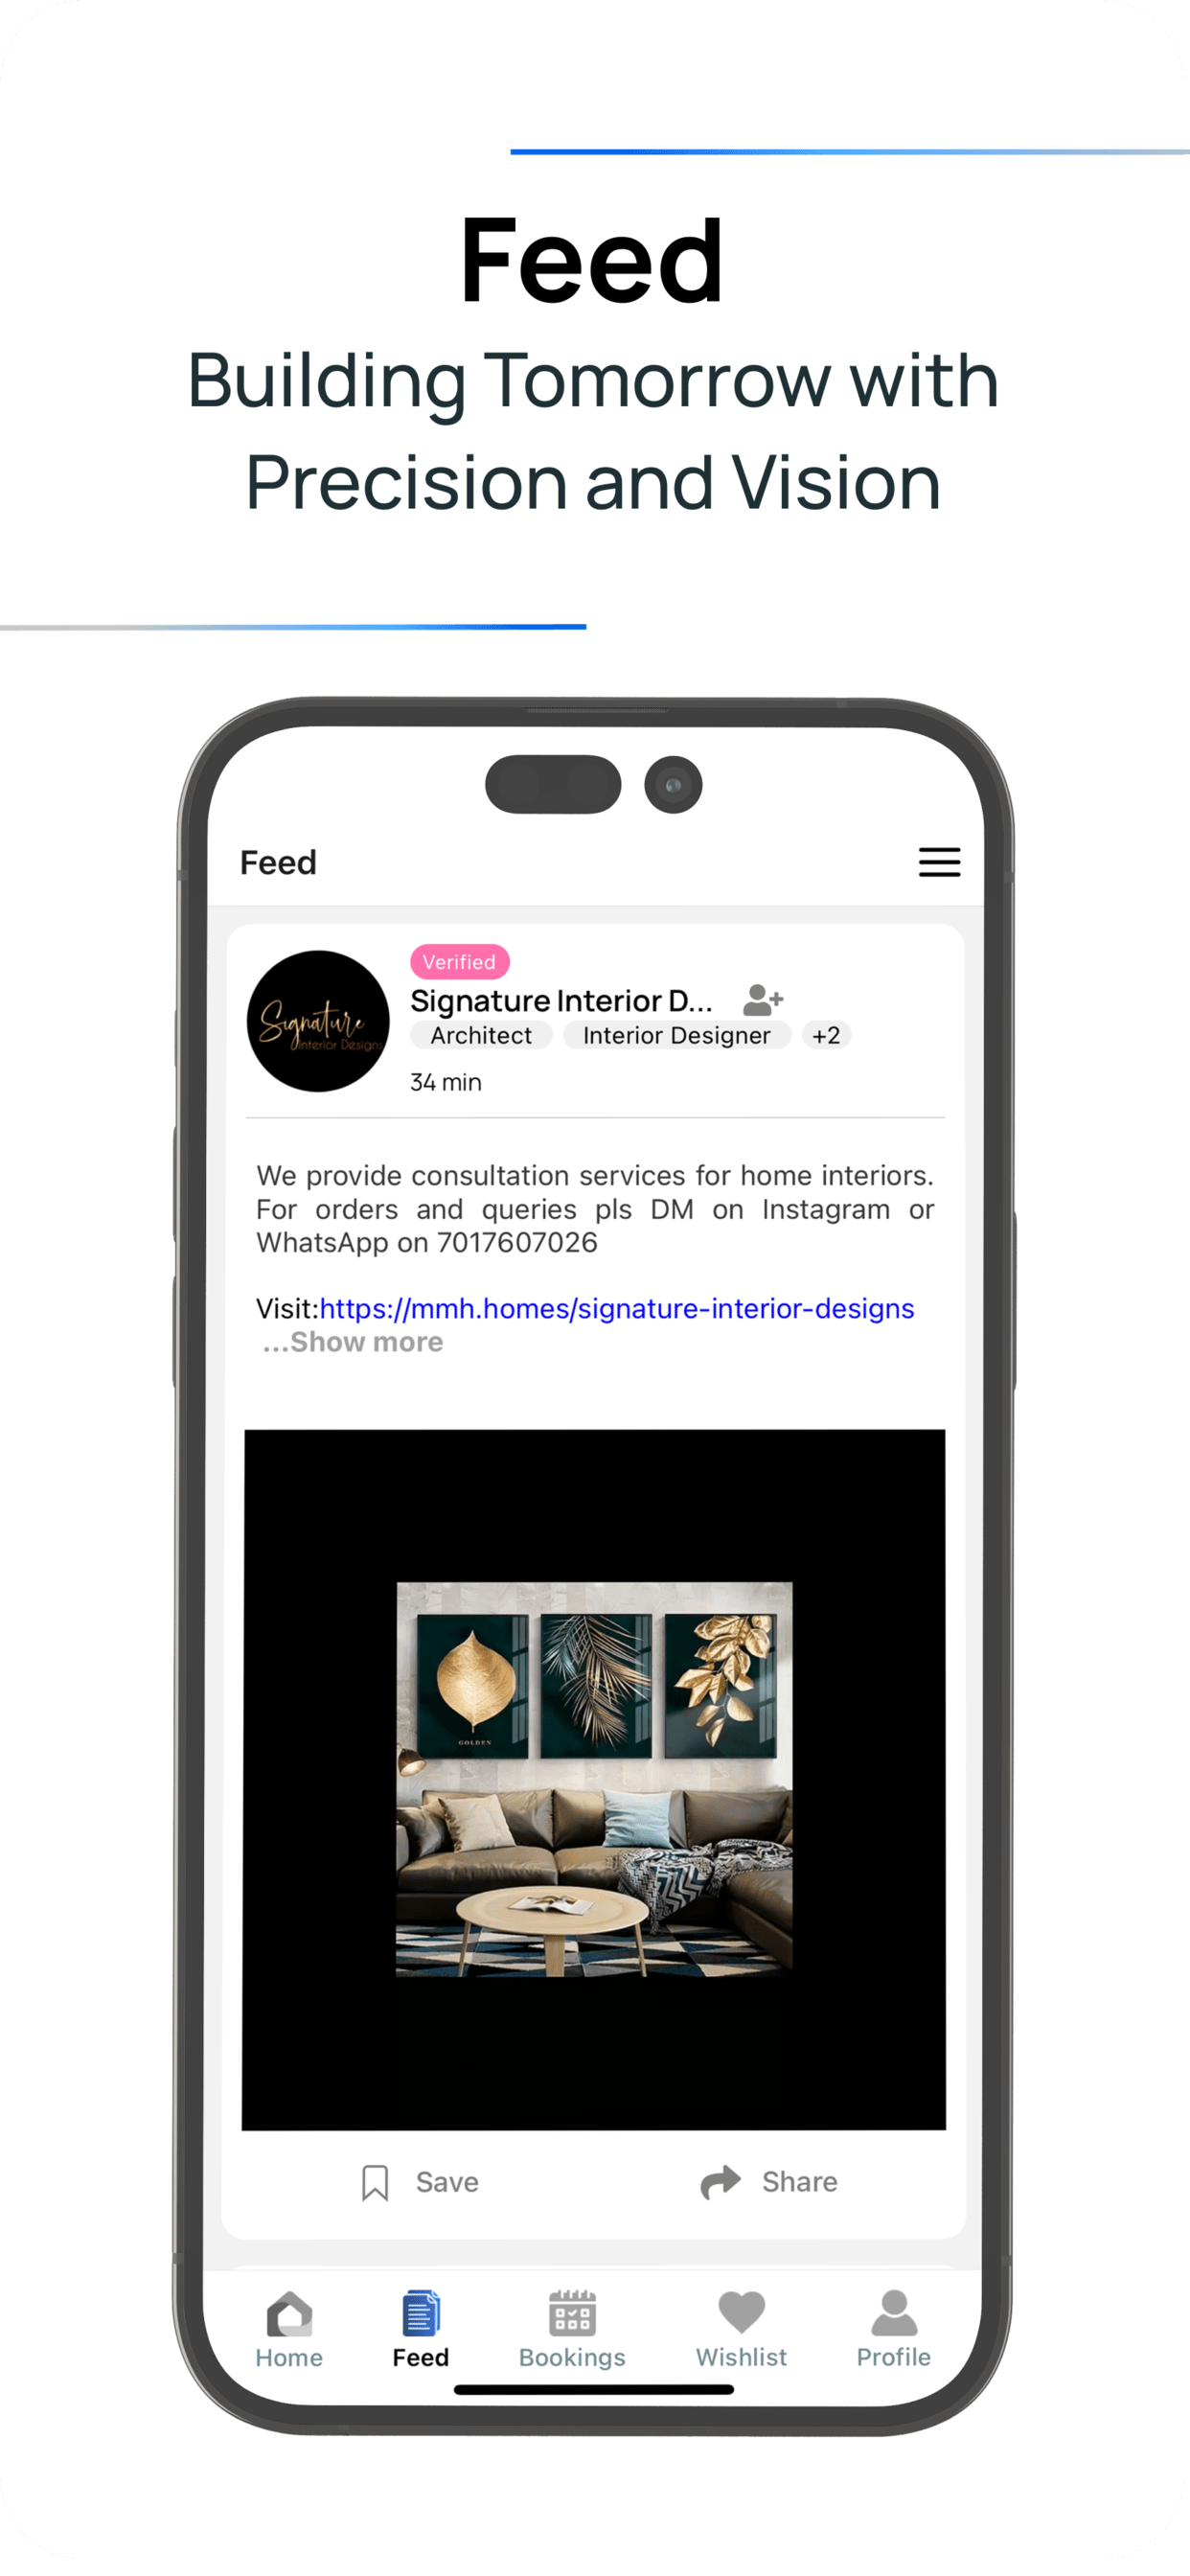 Feed
Building Tomorrow with
Precision and Vision
Feed
Verified
Signature Interior D...
Architect
Interior Designer
+2
34 min
Signature
Interior Designs
We provide consultation services for home interiors.
For orders and queries pls DM on Instagram or
WhatsApp on 7017607026
Visit:https://mmh.homes/signature-interior-designs
...Show more
GOLDEN
Save
Share
Home
Feed
Bookings
Wishlist
Profile